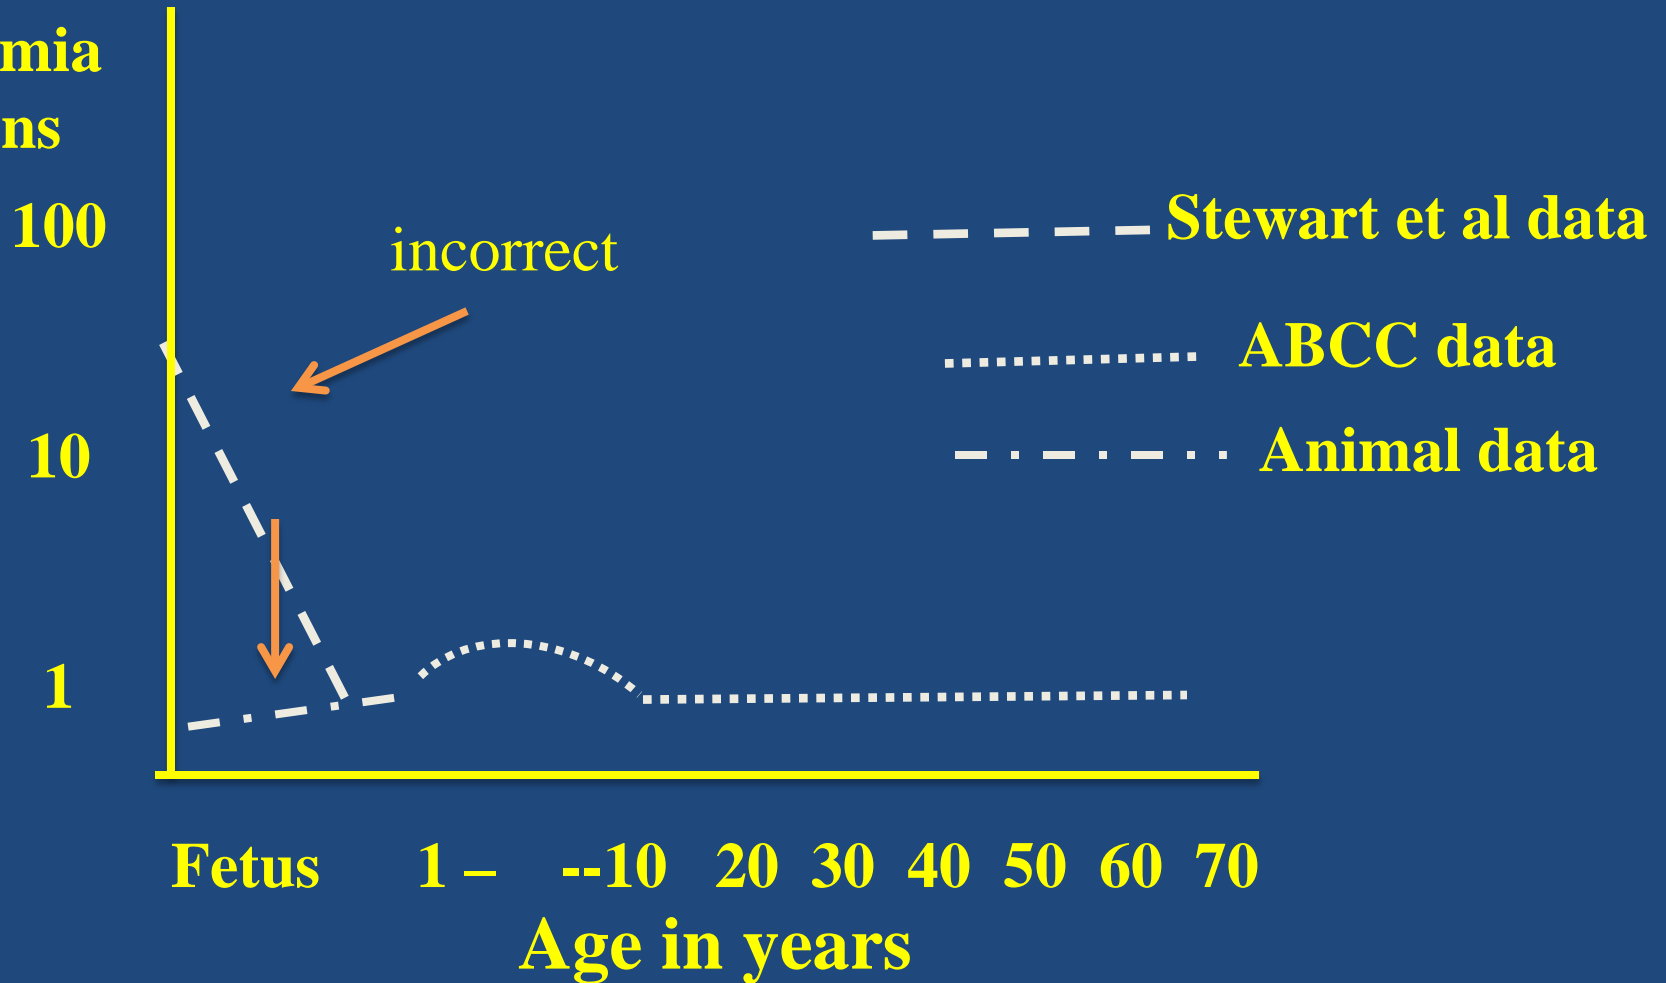 mia
ns
100
incorrect
Stewart et al data
ABCC data
10
Animal data
1
Fetus 1 – --10 20 30 40 50 60 70
Age in years